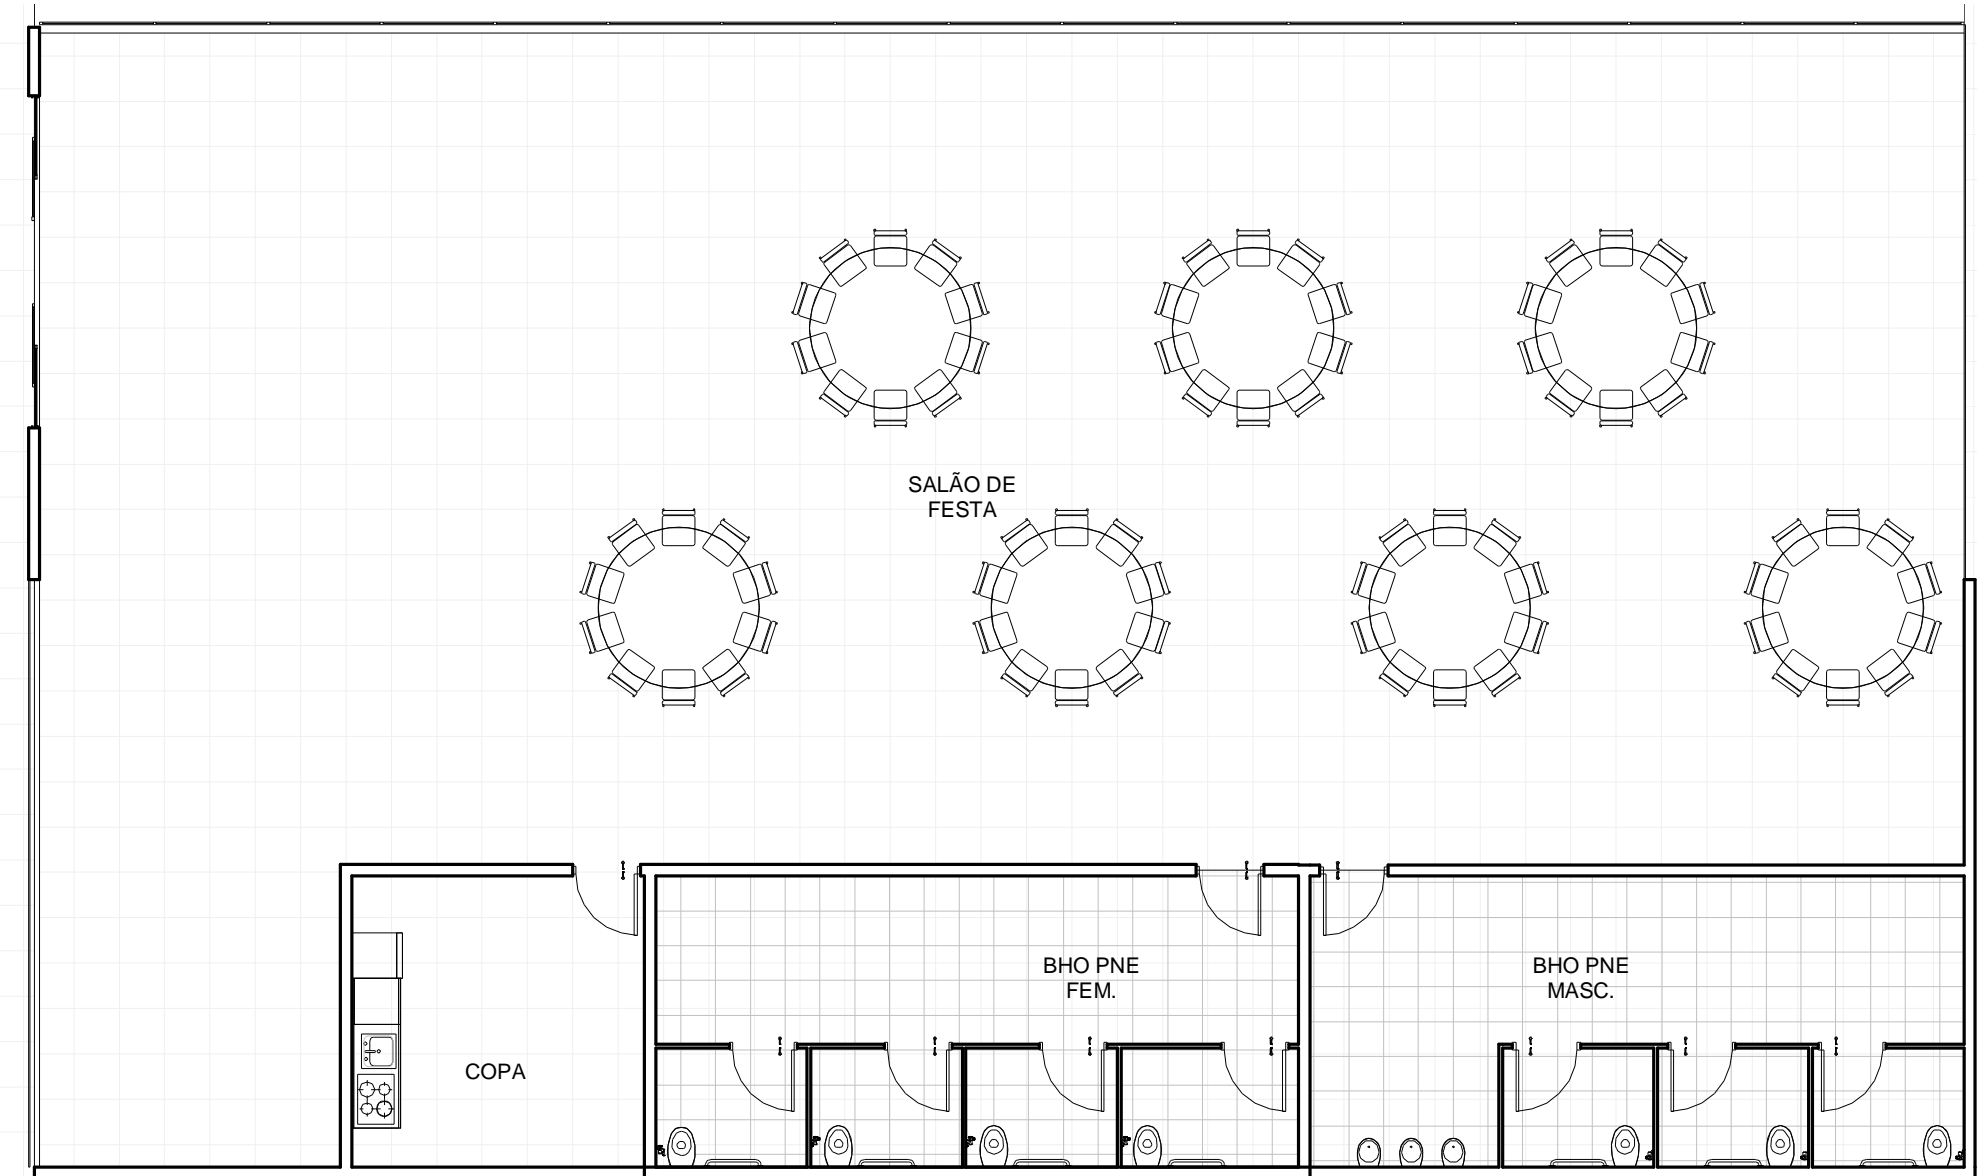 SALÃO DE
FESTA
BHO PNE
FEM.
BHO PNE
MASC.
COPA